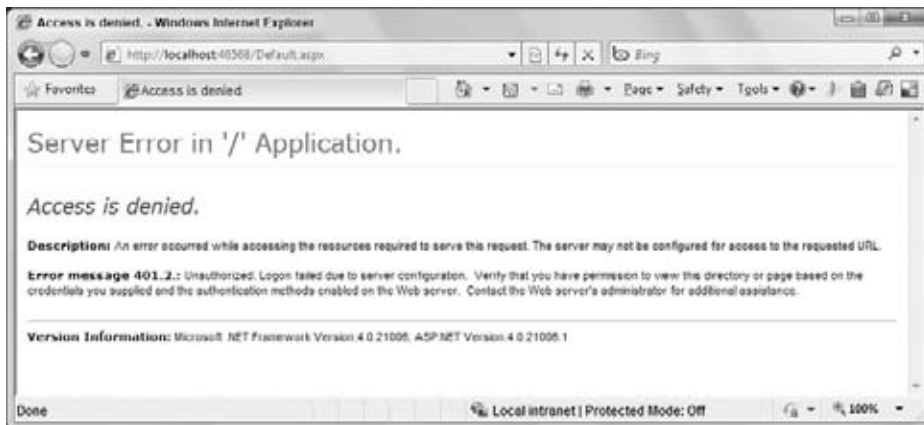 Access is denied. - Windows Internet Explorer
http://localhost:46568/Default.aspx
Bing
Favorites
Access is denied
Page
Safety
Tools
Server Error in '/' Application.
Access is denied.
Description: An error occurred while accessing the resources required to serve this request. The server may not be configured for access to the requested URL.
Error message 401.2.: Unauthorized: Logon failed due to server configuration. Verify that you have permission to view this directory or page based on the
credentials you supplied and the authentication methods enabled on the Web server. Contact the Web server's administrator for additional assistance.
Version Information: Microsoft .NET Framework Version:4.0.21006; ASP.NET Version:4.0.21006.1
Done
Local intranet | Protected Mode: Off
100%